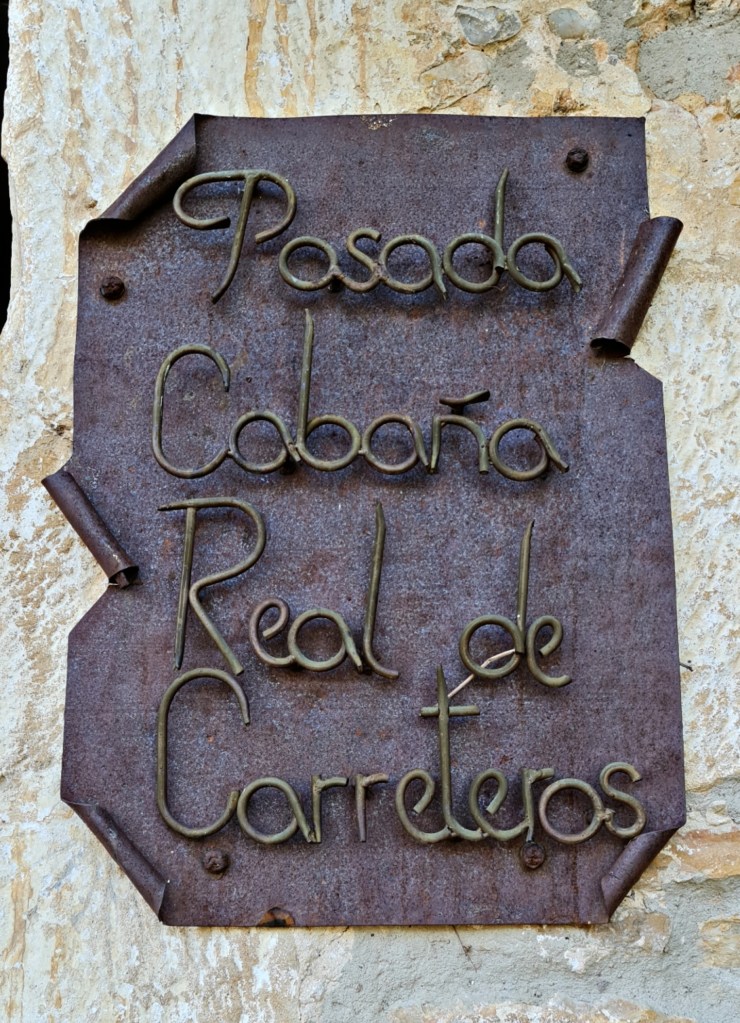 Posada
Cabaña
Real de
Carreteros